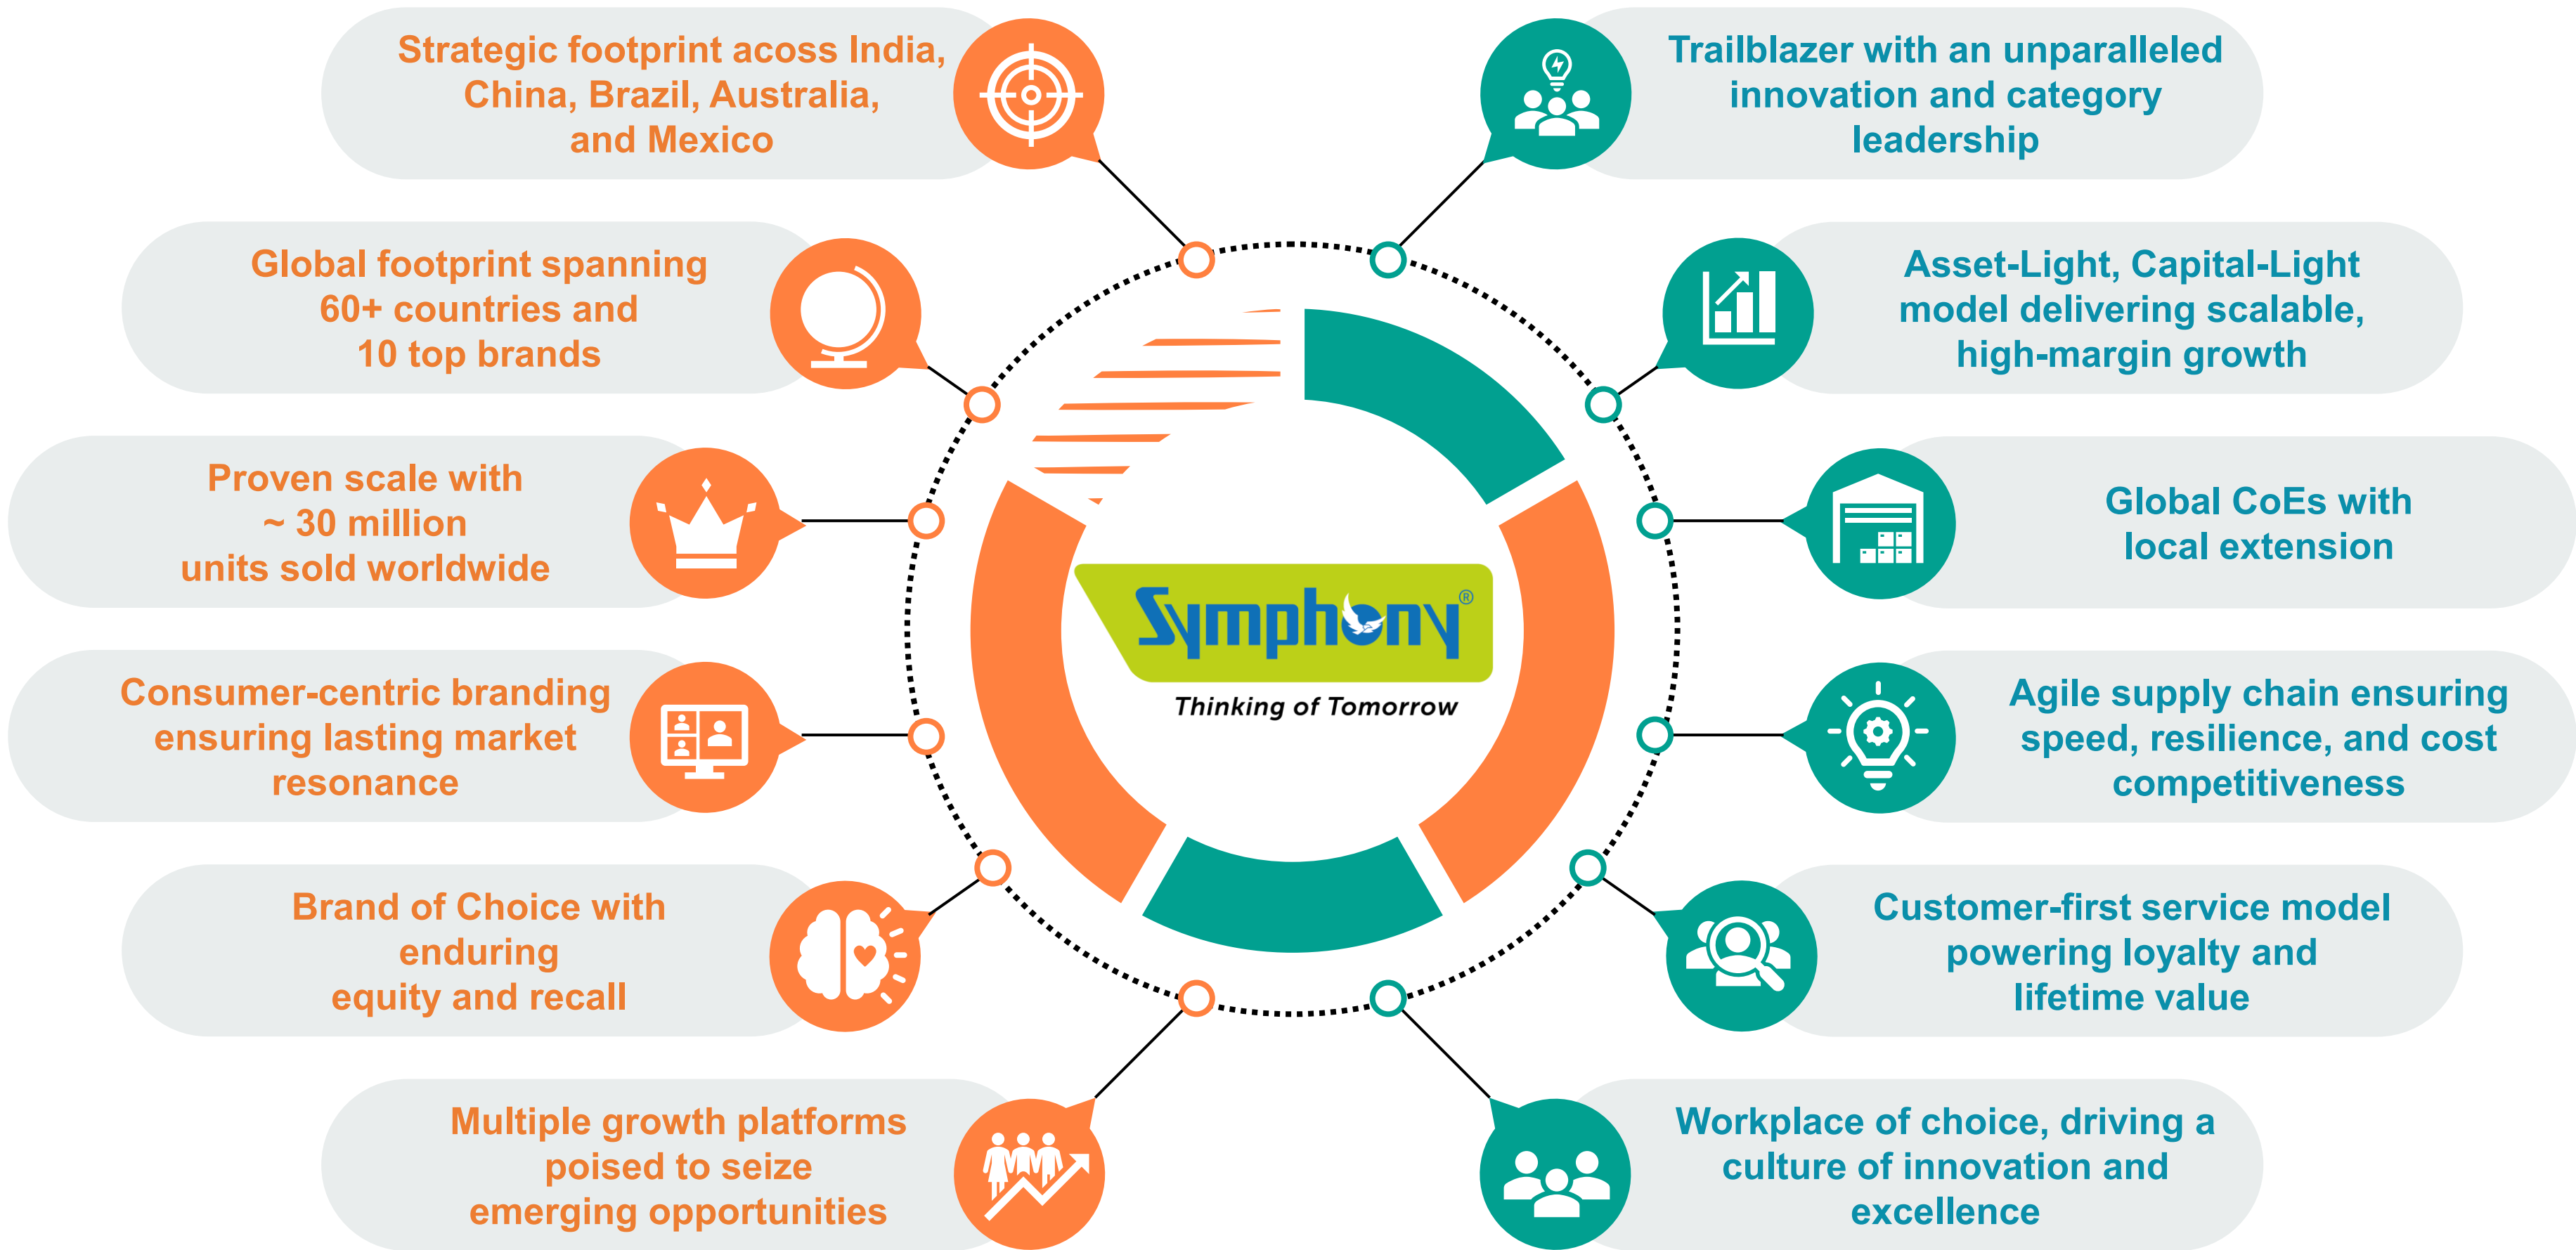 Strategic footprint acoss India,
China, Brazil, Australia,
and Mexico
Global footprint spanning
60+ countries and
10 top brands
Proven scale with
~ 30 million
units sold worldwide
Consumer-centric branding
ensuring lasting market
resonance
Brand of Choice with
enduring
equity and recall
Multiple growth platforms
poised to seize
emerging opportunities
Symphony®
Thinking of Tomorrow
Trailblazer with an unparalleled
innovation and category
leadership
Asset-Light, Capital-Light
model delivering scalable,
high-margin growth
Global CoEs with
local extension
Agile supply chain ensuring
speed, resilience, and cost
competitiveness
Customer-first service model
powering loyalty and
lifetime value
Workplace of choice, driving a
culture of innovation and
excellence